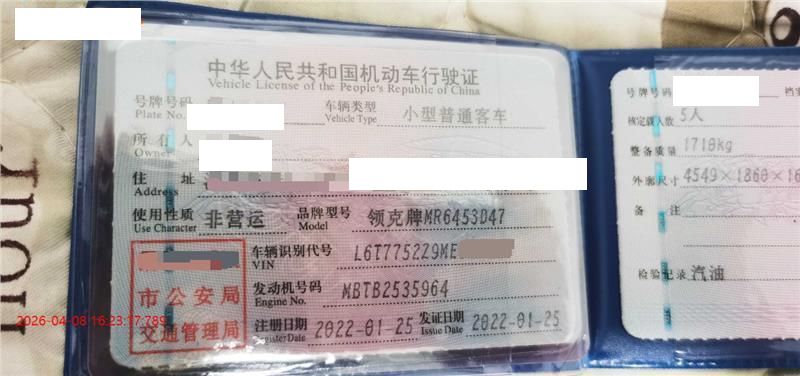 中华人民共和国机动车行驶证
Vehicle License of the People's Republic of China
号牌号码
Plate No.
车辆类型
Vehicle Type
小型普通客车
所有人
Owner
住址
Address
使用性质
Use Character
非营运
品牌型号
Model
领克牌MR6453D47
车辆识别代号
VIN
L6T7752Z9ME
市公安局
交通管理局
发动机号码
Engine No.
MBTB2535964
注册日期
Register Date
2022-01-25
发证日期
Issue Date
2022-01-25
号牌号码
档案
核定载人数
5人
整备质量
1710kg
外廓尺寸
4549×1860×16
备注
检验记录
汽油
2026-04-08 16:23:17:789